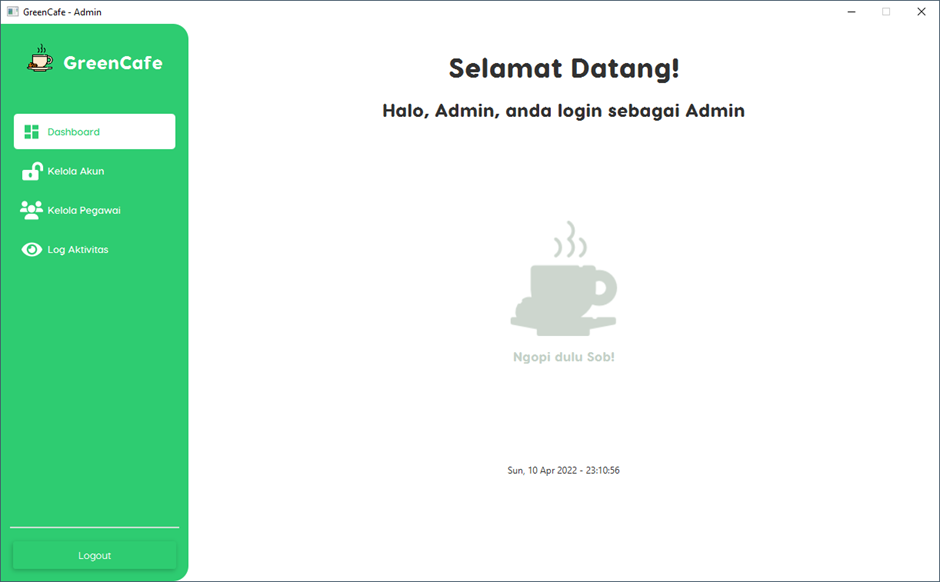 GreenCafe - Admin
GreenCafe
Dashboard
Kelola Akun
Kelola Pegawai
Log Aktivitas
Logout
Selamat Datang!
Halo, Admin, anda login sebagai Admin
Ngopi dulu Sob!
Sun, 10 Apr 2022 - 23:10:56